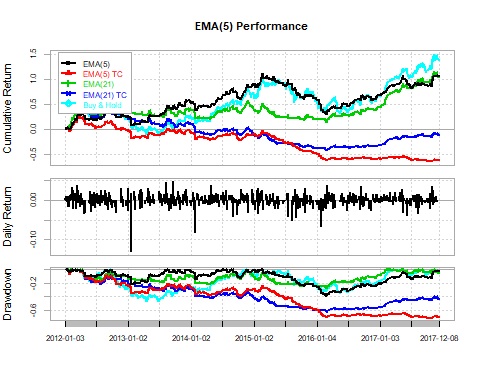 EMA(5) Performance
Cumulative Return
1.5
1.0
0.5
0.0
-0.5
EMA(5)
EMA(5) TC
EMA(21)
EMA(21) TC
Buy & Hold
Daily Return
0.00
-0.10
Drawdown
-0.2
-0.6
2012-01-03 2013-01-02 2014-01-02 2015-01-02 2016-01-04 2017-01-03 2017-12-08